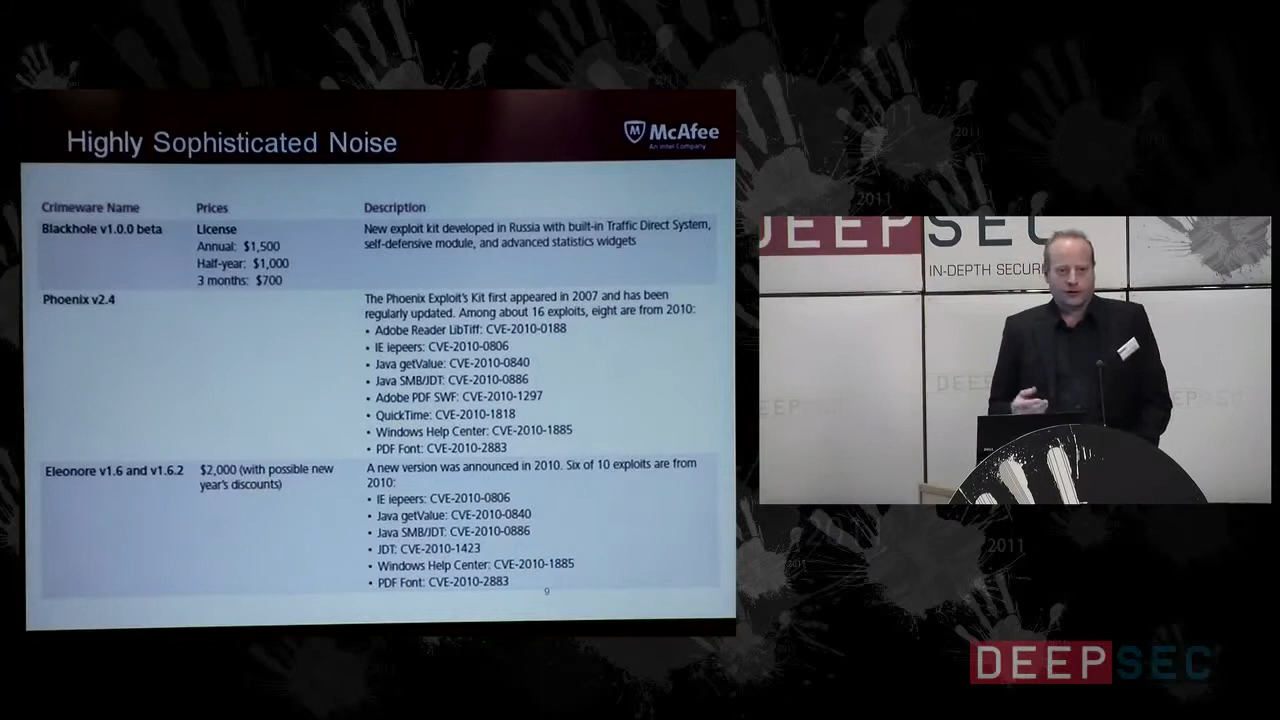 Highly Sophisticated Noise
McAfee
An Intel Company
Crimeware Name Prices Description
Blackhole v1.0.0 beta License New exploit kit developed in Russia with built-in Traffic Direct System,
Annual: $1,500 self-defensive module, and advanced statistics widgets
Half-year: $1,000
3 months: $700
Phoenix v2.4 The Phoenix Exploit's Kit first appeared in 2007 and has been
regularly updated. Among about 16 exploits, eight are from 2010:
• Adobe Reader LibTiff: CVE-2010-0188
• IE iepeers: CVE-2010-0806
• Java getValue: CVE-2010-0840
• Java SMB/JDT: CVE-2010-0886
• Adobe PDF SWF: CVE-2010-1297
• QuickTime: CVE-2010-1818
• Windows Help Center: CVE-2010-1885
• PDF Font: CVE-2010-2883
Eleonore v1.6 and v1.6.2 $2,000 (with possible new A new version was announced in 2010. Six of 10 exploits are from
year's discounts) 2010:
• IE iepeers: CVE-2010-0806
• Java getValue: CVE-2010-0840
• Java SMB/JDT: CVE-2010-0886
• JDT: CVE-2010-1423
• Windows Help Center: CVE-2010-1885
• PDF Font: CVE-2010-2883
9
2011
2011
2011
DEEPSEC
IN-DEPTH SECURI
2011
2011
DEEPSEC